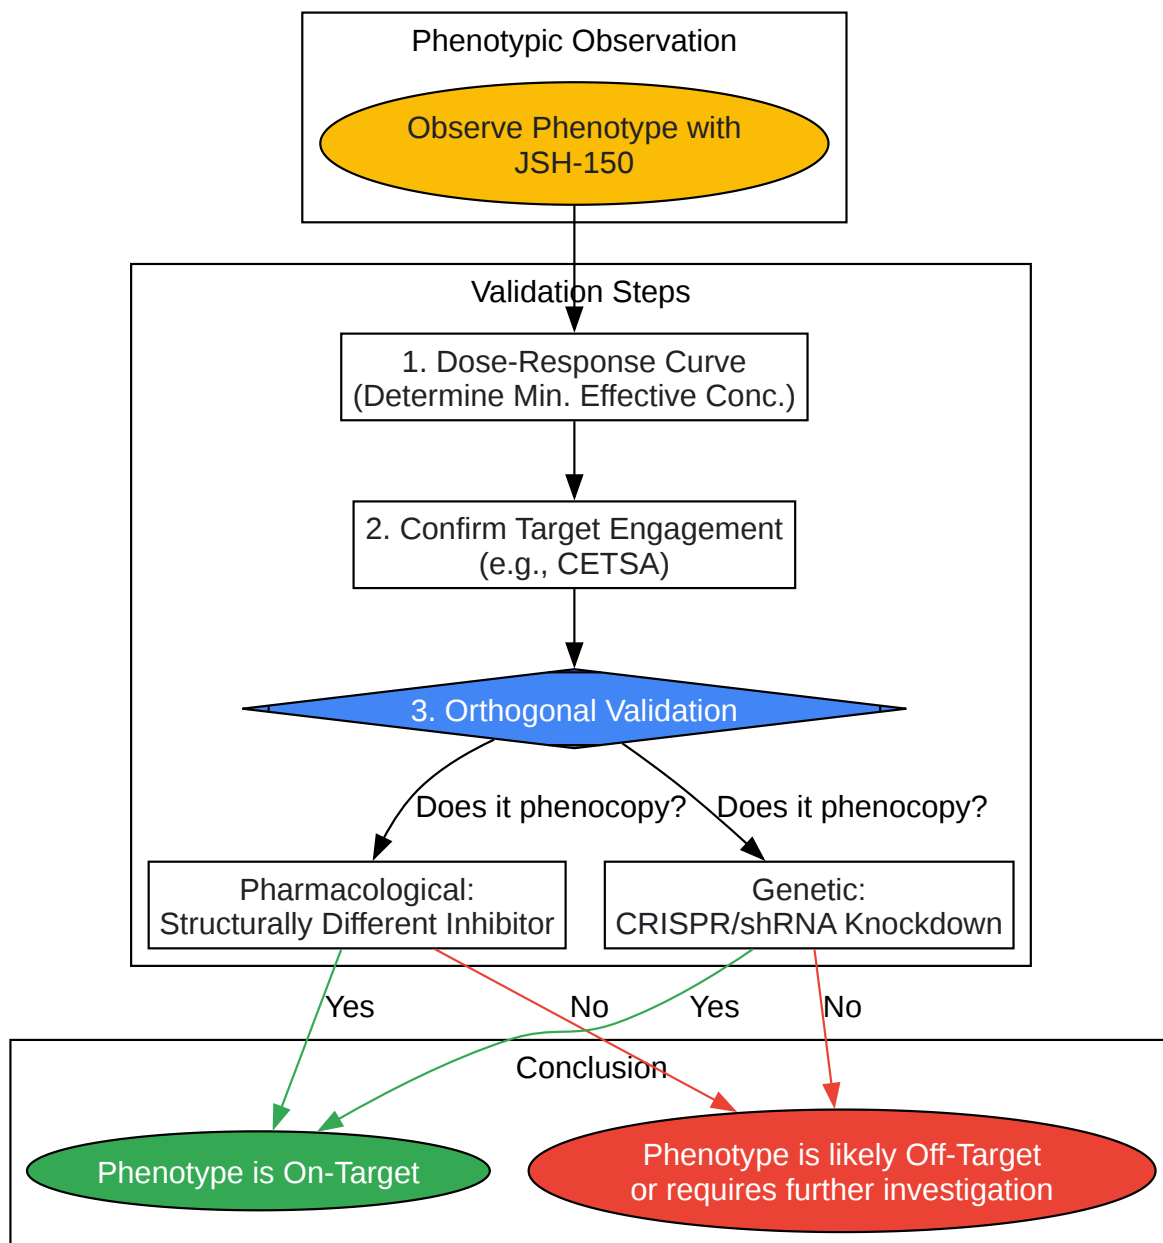 Phenotypic Observation
Observe Phenotype with
JSH-150
Validation Steps
1. Dose-Response Curve
(Determine Min. Effective Conc.)
2. Confirm Target Engagement
(e.g., CETSA)
3. Orthogonal Validation
Does it phenocopy?
Does it phenocopy?
Pharmacological:
Structurally Different Inhibitor
Genetic:
CRISPR/shRNA Knockdown
Yes
No
Yes
No
Conclusion
Phenotype is On-Target
Phenotype is likely Off-Target
or requires further investigation